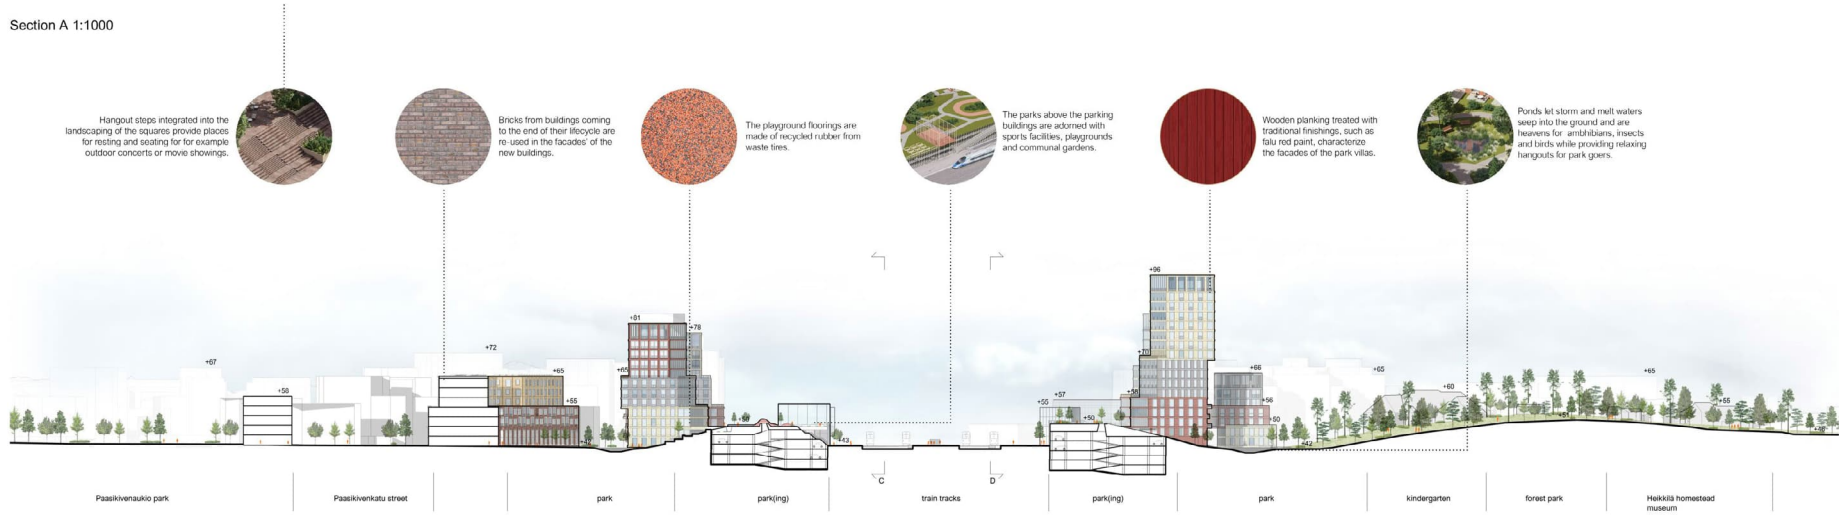 Section A 1:1000
Hangout steps integrated into the
landscaping of the squares provide places
for resting and seating for for example
outdoor concerts or movie showings.
Bricks from buildings coming
to the end of their lifecycle are
re-used in the facades' of the
new buildings.
The playground floorings are
made of recycled rubber from
waste tires.
The parks above the parking
buildings are adorned with
sports facilities, playgrounds
and communal gardens.
Wooden planking treated with
traditional finishings, such as
falu red paint, characterize
the facades of the park villas.
Ponds let storm and melt waters
seep into the ground and are
heavens for ambhibians, insects
and birds while providing relaxing
hangouts for park goers.
+67
+56
+72
+65
+55
+81
+78
+65
+43
+96
+70
+58
+57
+55
+50
+66
+56
+50
+42
+65
+60
+51
+65
+55
C
D
Paasikivenaukio park
Paasikivenkatu street
park
park(ing)
train tracks
park(ing)
park
kindergarten
forest park
Heikkilä homestead
museum